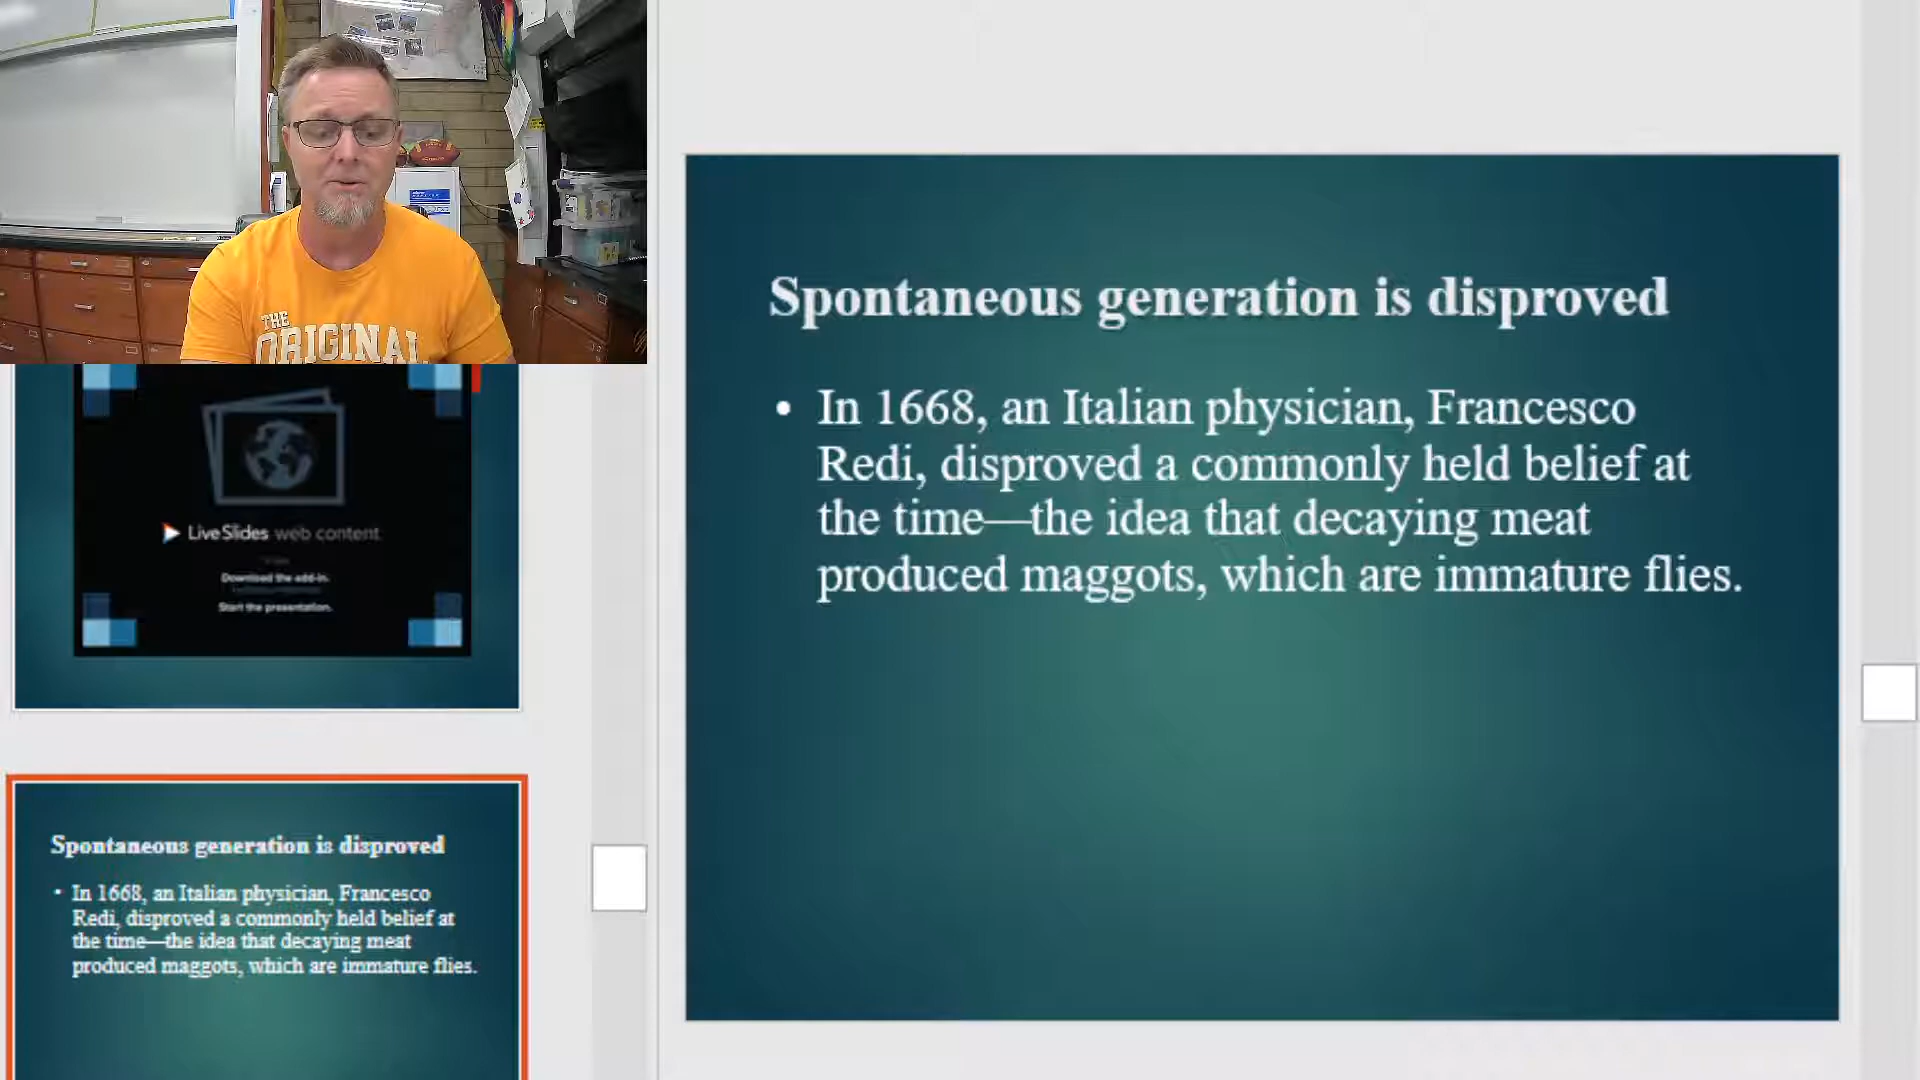 THE
ORIGINAL
LiveSlides web content
Download the add-in.
Start the presentation.
Spontaneous generation is disproved
• In 1668, an Italian physician, Francesco
Redi, disproved a commonly held belief at
the time—the idea that decaying meat
produced maggots, which are immature flies.
Spontaneous generation is disproved
• In 1668, an Italian physician, Francesco
Redi, disproved a commonly held belief at
the time—the idea that decaying meat
produced maggots, which are immature flies.